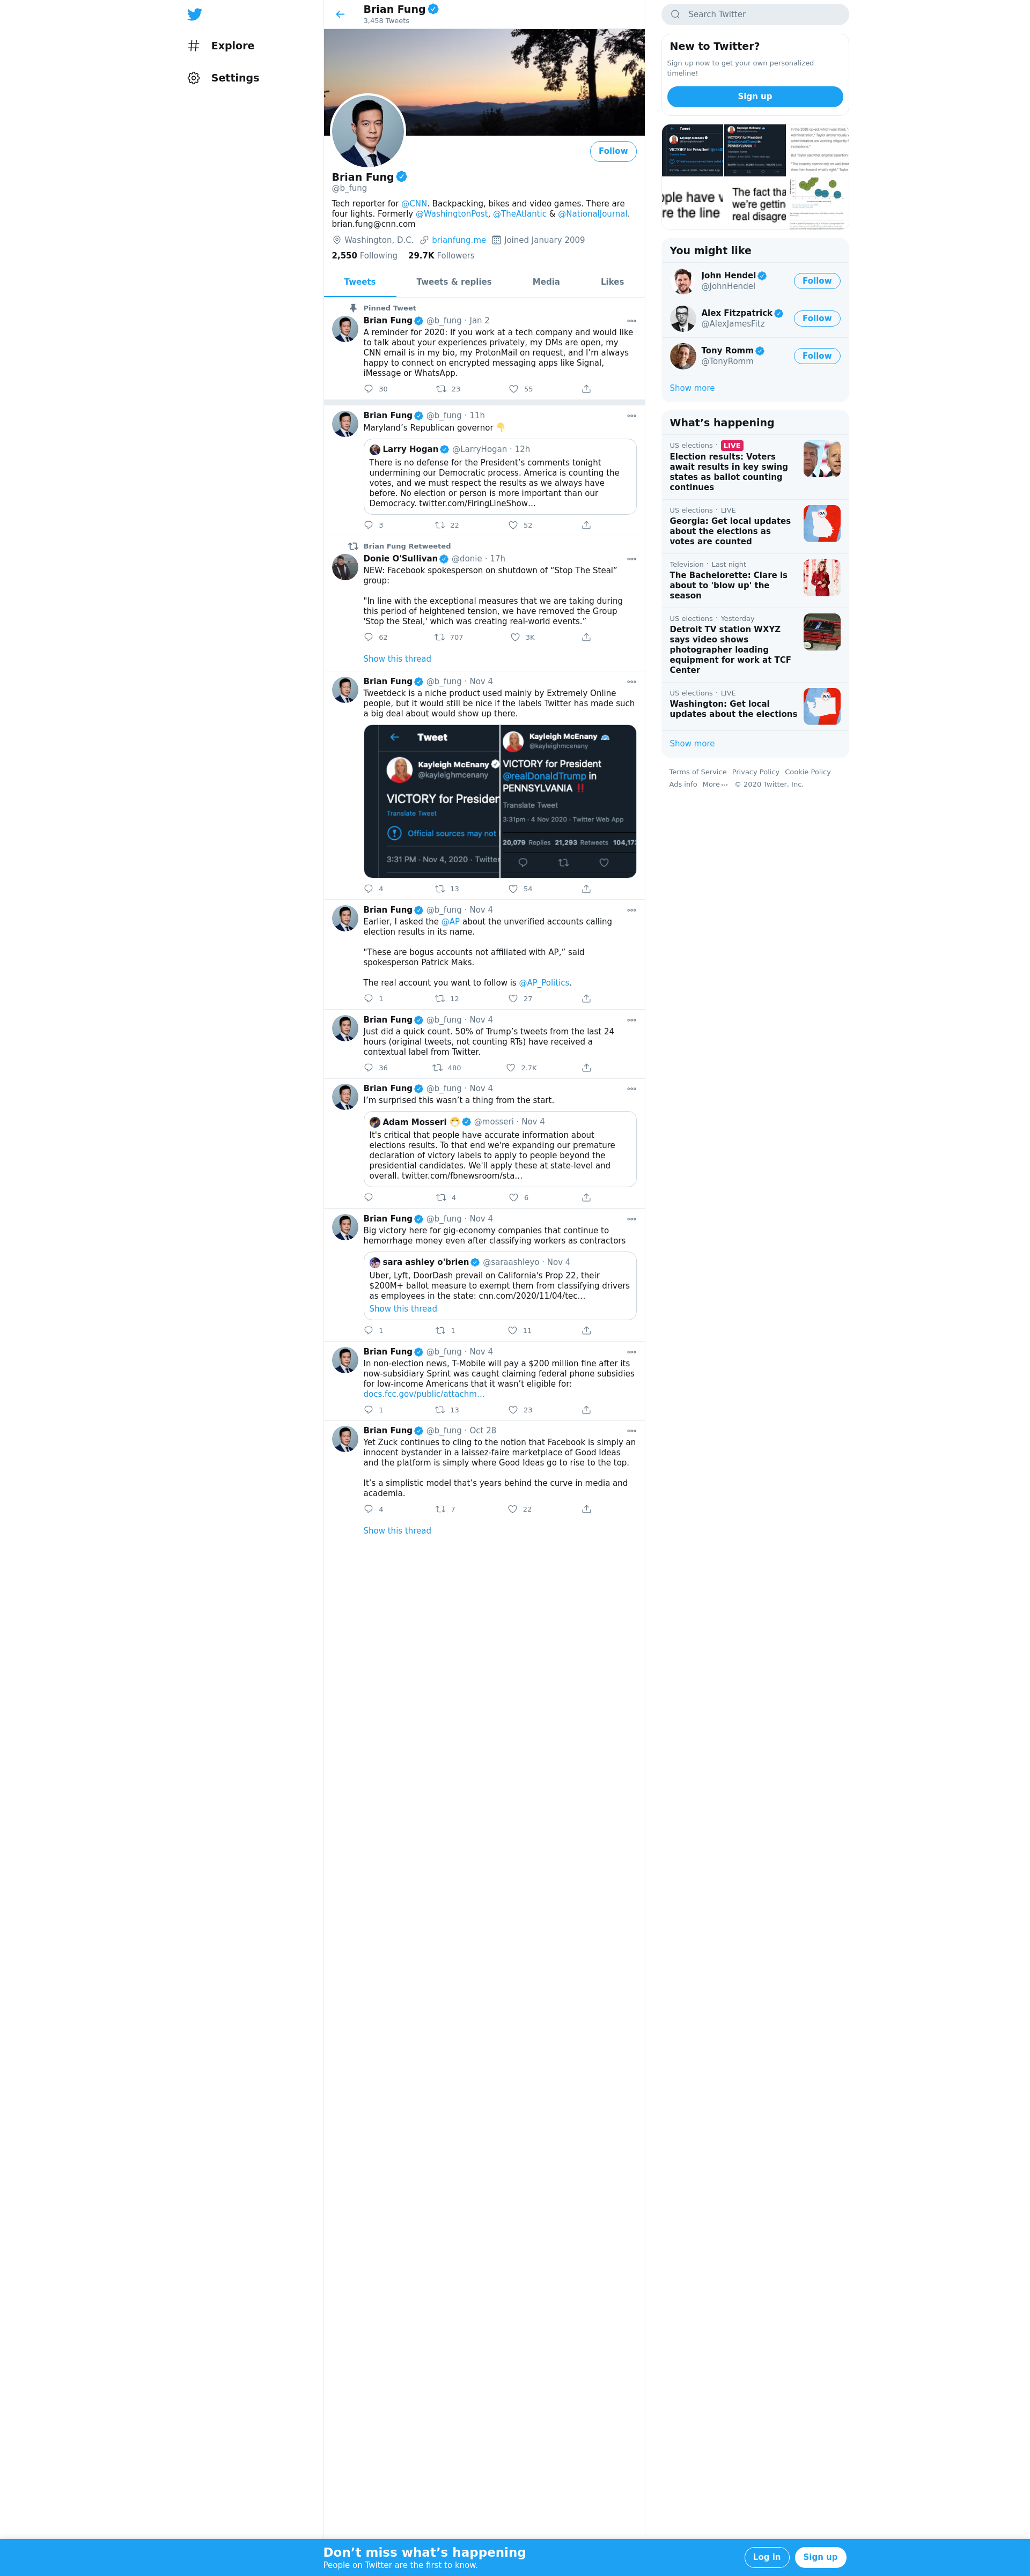 Explore
Settings
Brian Fung
3,458 Tweets
Follow
Brian Fung
@b_fung
Tech reporter for @CNN. Backpacking, bikes and video games. There are
four lights. Formerly @WashingtonPost, @TheAtlantic & @NationalJournal.
brian.fung@cnn.com
Washington, D.C. brianfung.me Joined January 2009
2,550 Following 29.7K Followers
Tweets Tweets & replies Media Likes
Pinned Tweet
Brian Fung @b_fung · Jan 2
A reminder for 2020: If you work at a tech company and would like
to talk about your experiences privately, my DMs are open, my
CNN email is in my bio, my ProtonMail on request, and I’m always
happy to connect on encrypted messaging apps like Signal,
iMessage or WhatsApp.
30 23 55
Brian Fung @b_fung · 11h
Maryland’s Republican governor 👇
Larry Hogan @LarryHogan · 12h
There is no defense for the President’s comments tonight
undermining our Democratic process. America is counting the
votes, and we must respect the results as we always have
before. No election or person is more important than our
Democracy. twitter.com/FiringLineShow…
3 22 52
Brian Fung Retweeted
Donie O'Sullivan @donie · 17h
NEW: Facebook spokesperson on shutdown of “Stop The Steal”
group:
"In line with the exceptional measures that we are taking during
this period of heightened tension, we have removed the Group
'Stop the Steal,' which was creating real-world events.”
62 707 3K
Show this thread
Brian Fung @b_fung · Nov 4
Tweetdeck is a niche product used mainly by Extremely Online
people, but it would still be nice if the labels Twitter has made such
a big deal about would show up there.
Tweet
Kayleigh McEnany
@kayleighmcenany
VICTORY for President
Translate Tweet
Official sources may not
3:31 PM · Nov 4, 2020 · Twitter
Kayleigh McEnany
@kayleighmcenany
VICTORY for President
@realDonaldTrump in
PENNSYLVANIA ‼️
Translate Tweet
3:31pm · 4 Nov 2020 · Twitter Web App
20,079 Replies 21,293 Retweets 104,17
4 13 54
Brian Fung @b_fung · Nov 4
Earlier, I asked the @AP about the unverified accounts calling
election results in its name.
"These are bogus accounts not affiliated with AP,” said
spokesperson Patrick Maks.
The real account you want to follow is @AP_Politics.
1 12 27
Brian Fung @b_fung · Nov 4
Just did a quick count. 50% of Trump’s tweets from the last 24
hours (original tweets, not counting RTs) have received a
contextual label from Twitter.
36 480 2.7K
Brian Fung @b_fung · Nov 4
I’m surprised this wasn’t a thing from the start.
Adam Mosseri 😷 @mosseri · Nov 4
It's critical that people have accurate information about
elections results. To that end we're expanding our premature
declaration of victory labels to apply to people beyond the
presidential candidates. We'll apply these at state-level and
overall. twitter.com/fbnewsroom/sta…
4 6
Brian Fung @b_fung · Nov 4
Big victory here for gig-economy companies that continue to
hemorrhage money even after classifying workers as contractors
sara ashley o'brien @saraashleyo · Nov 4
Uber, Lyft, DoorDash prevail on California's Prop 22, their
$200M+ ballot measure to exempt them from classifying drivers
as employees in the state: cnn.com/2020/11/04/tec…
Show this thread
1 1 11
Brian Fung @b_fung · Nov 4
In non-election news, T-Mobile will pay a $200 million fine after its
now-subsidiary Sprint was caught claiming federal phone subsidies
for low-income Americans that it wasn’t eligible for:
docs.fcc.gov/public/attachm…
1 13 23
Brian Fung @b_fung · Oct 28
Yet Zuck continues to cling to the notion that Facebook is simply an
innocent bystander in a laissez-faire marketplace of Good Ideas
and the platform is simply where Good Ideas go to rise to the top.
It’s a simplistic model that’s years behind the curve in media and
academia.
4 7 22
Show this thread
Search Twitter
New to Twitter?
Sign up now to get your own personalized
timeline!
Sign up
ople have v
re the line
The fact tha
we're gettin
real disagre
You might like
John Hendel
@JohnHendel
Follow
Alex Fitzpatrick
@AlexJamesFitz
Follow
Tony Romm
@TonyRomm
Follow
Show more
What’s happening
US elections · LIVE
Election results: Voters
await results in key swing
states as ballot counting
continues
US elections · LIVE
Georgia: Get local updates
about the elections as
votes are counted
Television · Last night
The Bachelorette: Clare is
about to 'blow up' the
season
US elections · Yesterday
Detroit TV station WXYZ
says video shows
photographer loading
equipment for work at TCF
Center
US elections · LIVE
Washington: Get local
updates about the elections
Show more
Terms of Service Privacy Policy Cookie Policy
Ads info More © 2020 Twitter, Inc.
Don’t miss what’s happening
People on Twitter are the first to know.
Log in Sign up